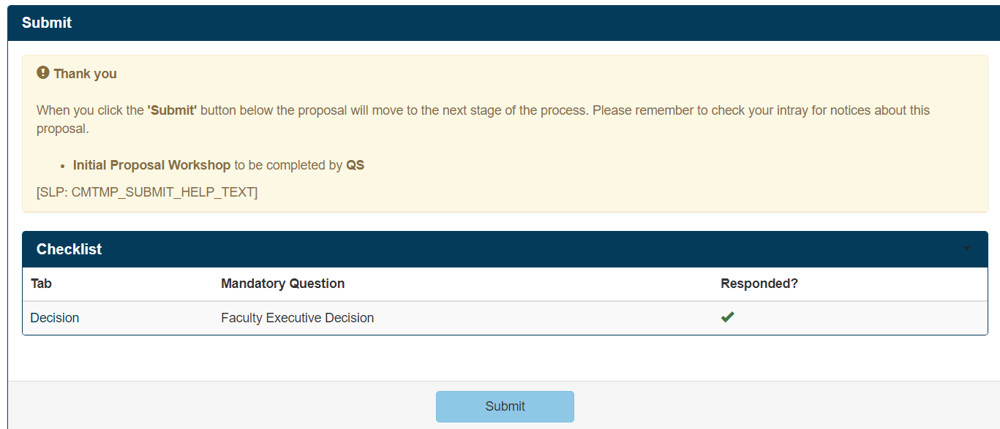 Submit
Thank you
When you click the 'Submit' button below the proposal will move to the next stage of the process. Please remember to check your intray for notices about this
proposal.
• Initial Proposal Workshop to be completed by QS
[SLP: CMTMP_SUBMIT_HELP_TEXT]
Checklist
Tab Mandatory Question Responded?
Decision Faculty Executive Decision
Submit